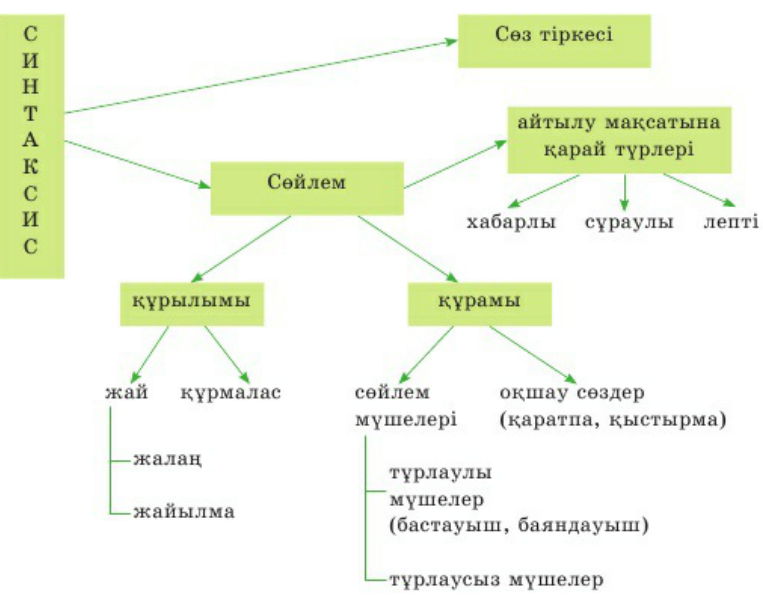 СИНТАКСИС
Сөз тіркесі
айтылу мақсатына
қарай түрлері
Сөйлем
хабарлы сұраулы лепті
құрылымы
құрамы
жай құрмалас
сөйлем
мүшелері
оқшау сөздер
(қаратпа, қыстырма)
жалаң
жайылма
тұрлаулы
мүшелер
(бастауыш, баяндауыш)
тұрлаусыз мүшелер